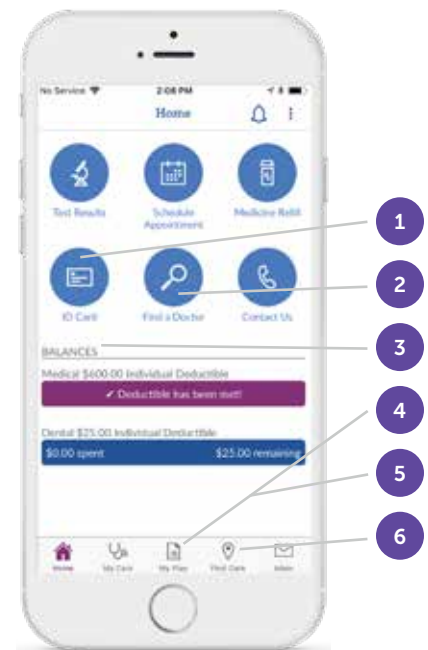 No Service 2:08 PM
Home
Test Results
Schedule Appointment
Medicine Refill
1
ID Card
Find a Doctor
Contact Us
2
BALANCES
3
Medical $600.00 Individual Deductible
✓ Deductible has been met!
4
Dental $25.00 Individual Deductible
$0.00 spent $25.00 remaining
5
6
Home My Care My Plan Find Care Inbox